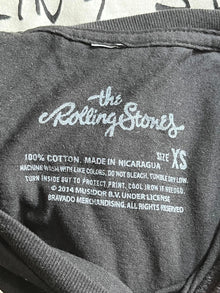 the
Rolling Stones
SIZE XS
100% COTTON. MADE IN NICARAGUA
MACHINE WASH WITH LIKE COLORS. DO NOT BLEACH. TUMBLE DRY LOW.
TURN INSIDE OUT TO PROTECT PRINT. COOL IRON IF NEEDED.
© 2014 MUSIDOR B.V. UNDER LICENSE
BRAVADO MERCHANDISING. ALL RIGHTS RESERVED